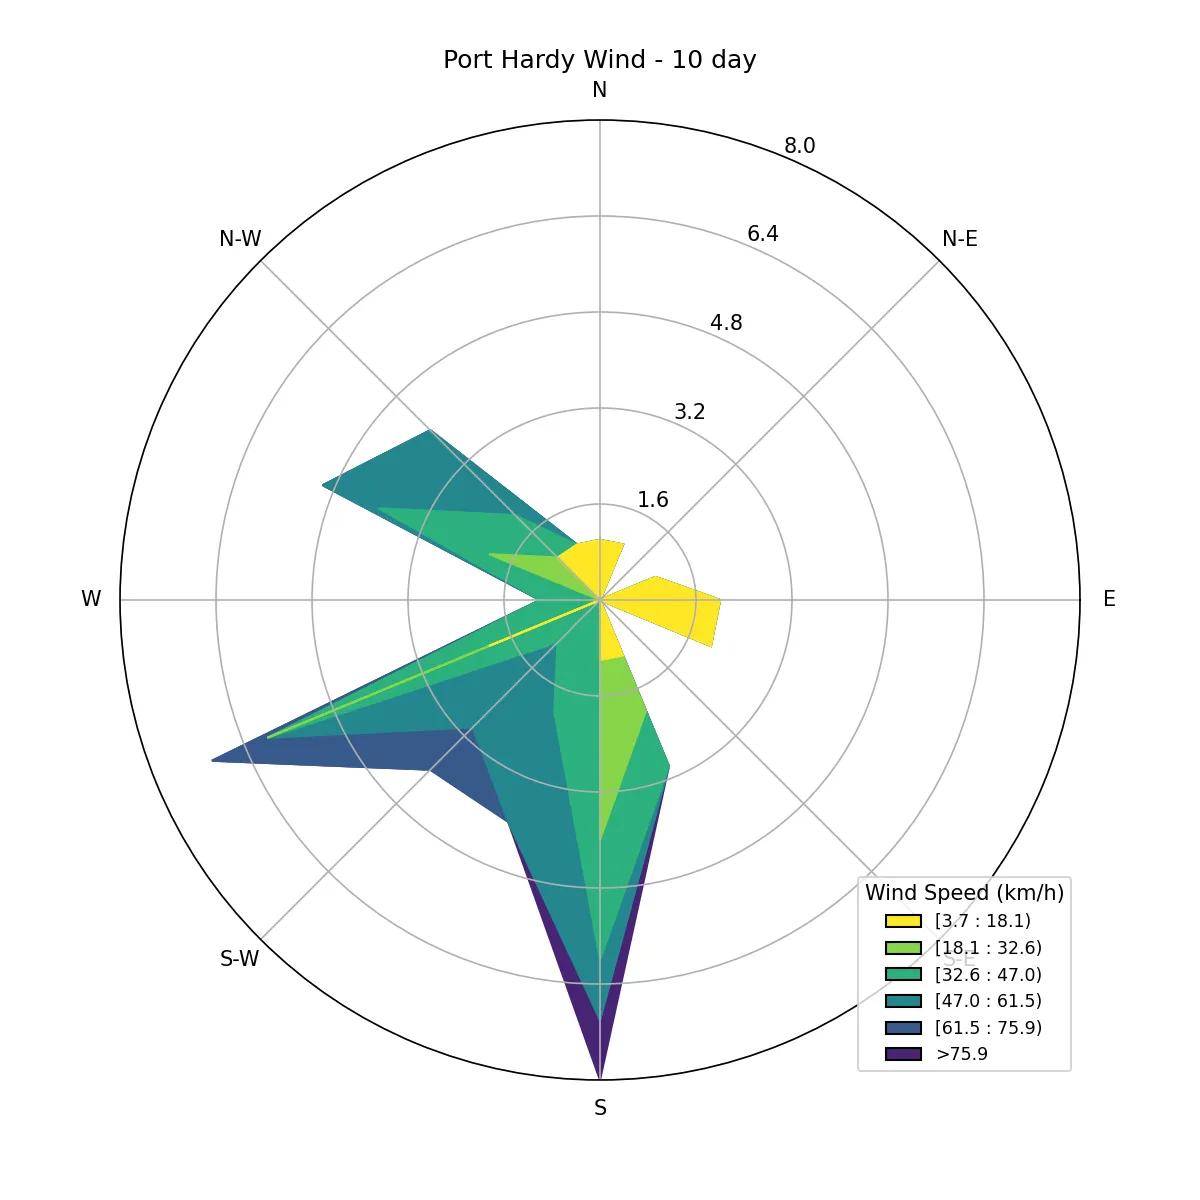 Port Hardy Wind - 10 day
N
8.0
N-W
6.4
N-E
4.8
3.2
1.6
W
E
S-W
S-E
S
Wind Speed (km/h)
[3.7 : 18.1)
[18.1 : 32.6)
[32.6 : 47.0)
[47.0 : 61.5)
[61.5 : 75.9)
>75.9